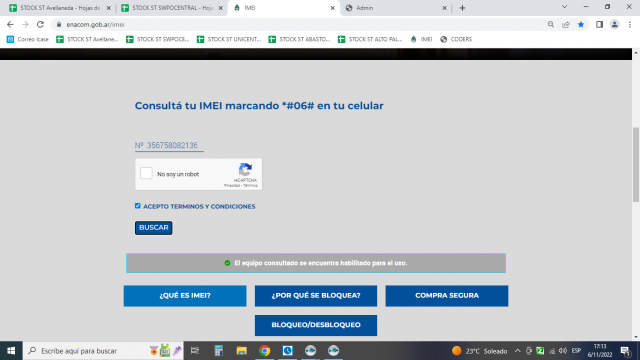 STOCK ST Avellaneda - Hojas de
STOCK ST SWPOCENTRAL - Hoja
IMEI
Admin
enacom.gob.ar/imei
Correo Icase
STOCK ST Avellane...
STOCK ST SWPOCE...
STOCK ST UNICENT...
STOCK ST ABASTO...
STOCK ST ALTO PAL...
IMEI
CODERS
Consultá tu IMEI marcando *#06# en tu celular
Nº 356758082136
No soy un robot
reCAPTCHA
Privacidad - Términos
ACEPTO TERMINOS Y CONDICIONES
BUSCAR
El equipo consultado se encuentra habilitado para el uso.
¿QUÉ ES IMEI?
¿POR QUÉ SE BLOQUEA?
COMPRA SEGURA
BLOQUEO/DESBLOQUEO
Escribe aquí para buscar
23°C Soleado
ESP
17:13
6/11/2022